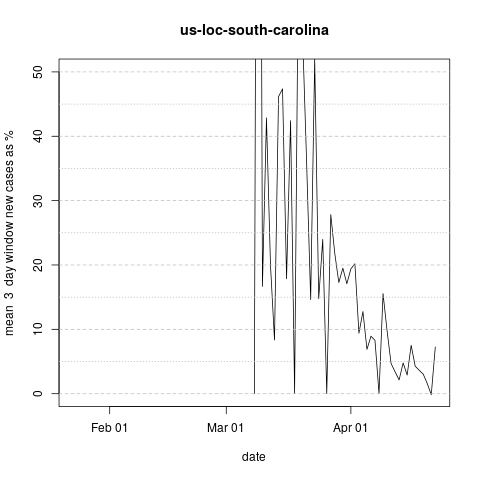 us-loc-south-carolina
mean  3  day window new cases as %
50
40
30
20
10
0
Feb 01
Mar 01
Apr 01
date